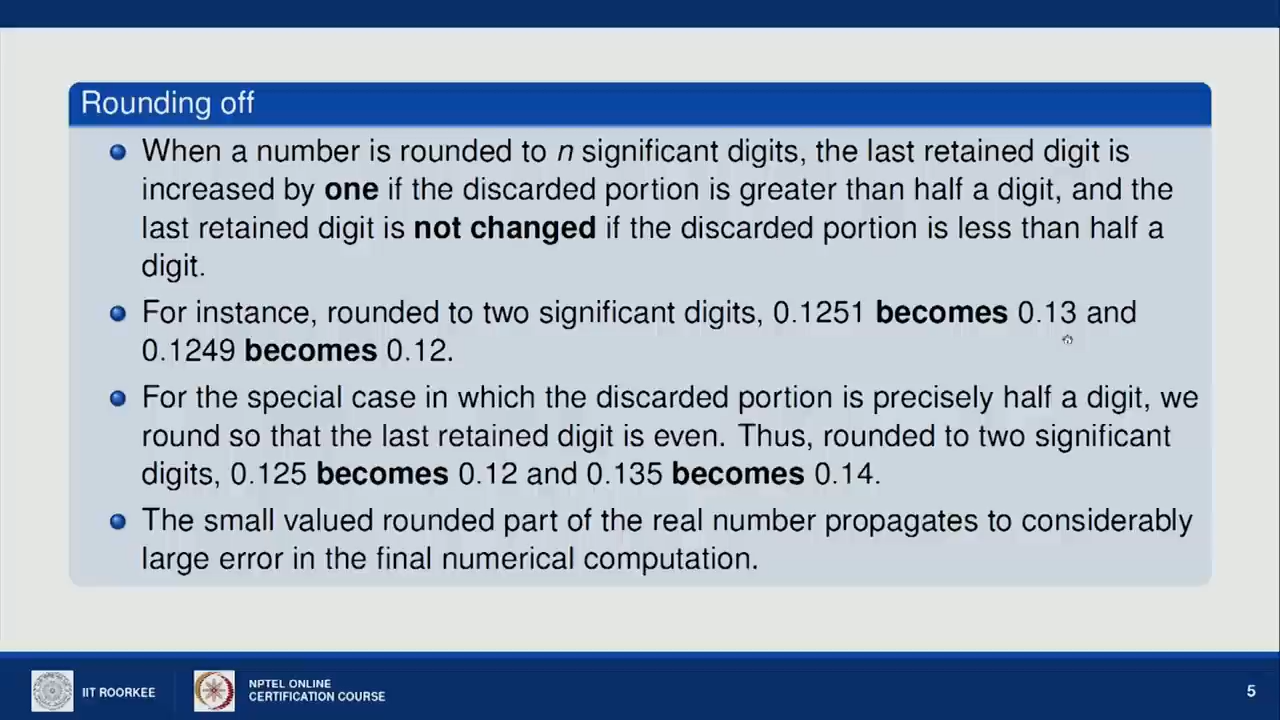 Rounding off
When a number is rounded to n significant digits, the last retained digit is
increased by one if the discarded portion is greater than half a digit, and the
last retained digit is not changed if the discarded portion is less than half a
digit.
For instance, rounded to two significant digits, 0.1251 becomes 0.13 and
0.1249 becomes 0.12.
For the special case in which the discarded portion is precisely half a digit, we
round so that the last retained digit is even. Thus, rounded to two significant
digits, 0.125 becomes 0.12 and 0.135 becomes 0.14.
The small valued rounded part of the real number propagates to considerably
large error in the final numerical computation.
IIT ROORKEE
NPTEL ONLINE
CERTIFICATION COURSE
5